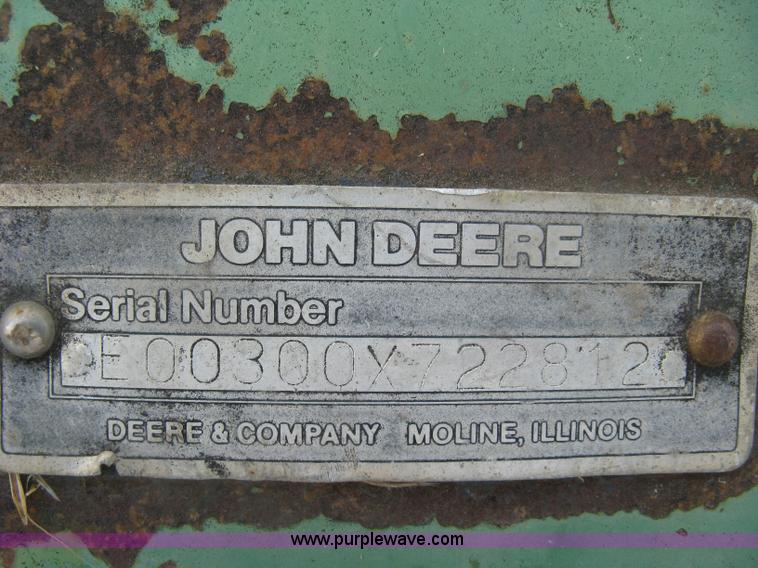 JOHN DEERE
Serial Number
E00300X722812
DEERE & COMPANY MOLINE, ILLINOIS
www.purplewave.com